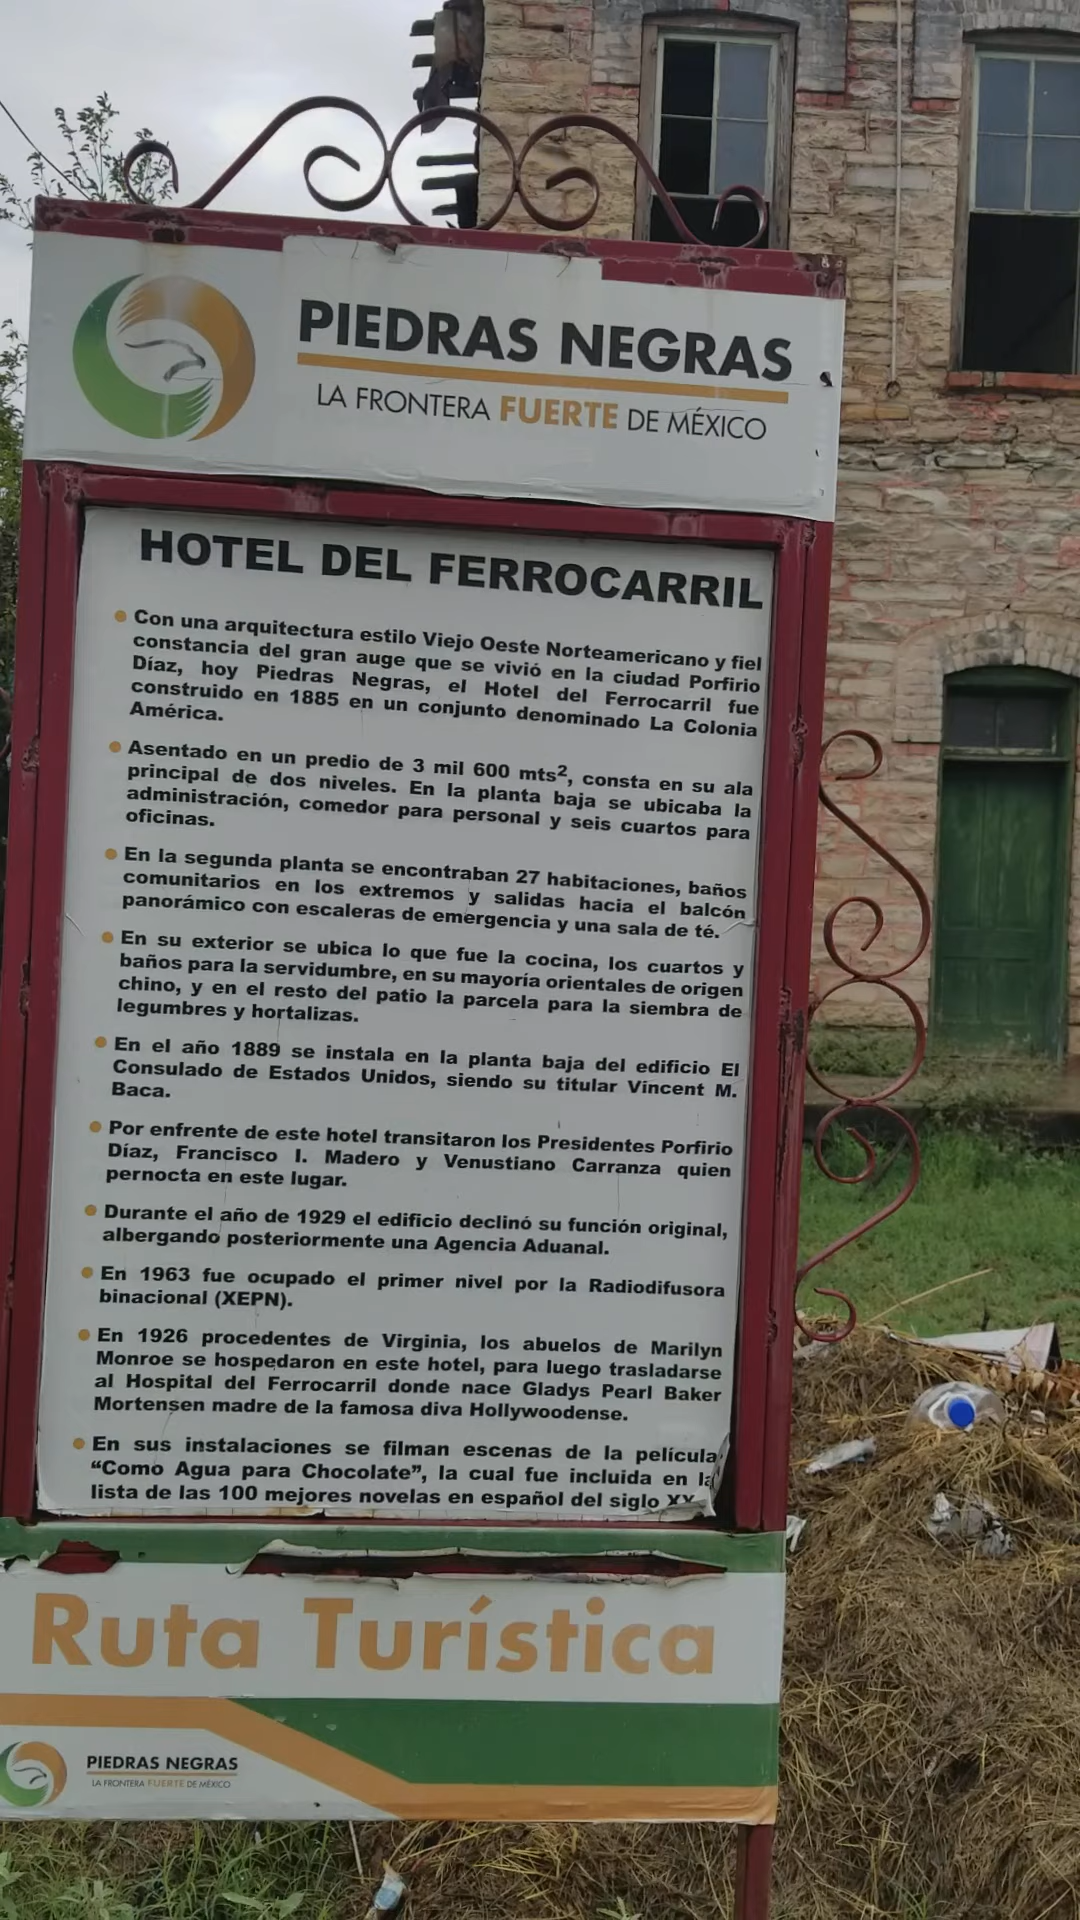 PIEDRAS NEGRAS
LA FRONTERA FUERTE DE MÉXICO
HOTEL DEL FERROCARRIL
Con una arquitectura estilo Viejo Oeste Norteamericano y fiel
constancia del gran auge que se vivió en la ciudad Porfirio
Díaz, hoy Piedras Negras, el Hotel del Ferrocarril fue
construido en 1885 en un conjunto denominado La Colonia
América.
Asentado en un predio de 3 mil 600 mts², consta en su ala
principal de dos niveles. En la planta baja se ubicaba la
administración, comedor para personal y seis cuartos para
oficinas.
En la segunda planta se encontraban 27 habitaciones, baños
comunitarios en los extremos y salidas hacia el balcón
panorámico con escaleras de emergencia y una sala de té.
En su exterior se ubica lo que fue la cocina, los cuartos y
baños para la servidumbre, en su mayoría orientales de origen
chino, y en el resto del patio la parcela para la siembra de
legumbres y hortalizas.
En el año 1889 se instala en la planta baja del edificio El
Consulado de Estados Unidos, siendo su titular Vincent M.
Baca.
Por enfrente de este hotel transitaron los Presidentes Porfirio
Díaz, Francisco I. Madero y Venustiano Carranza quien
pernocta en este lugar.
Durante el año de 1929 el edificio declinó su función original,
albergando posteriormente una Agencia Aduanal.
En 1963 fue ocupado el primer nivel por la Radiodifusora
binacional (XEPN).
En 1926 procedentes de Virginia, los abuelos de Marilyn
Monroe se hospedaron en este hotel, para luego trasladarse
al Hospital del Ferrocarril donde nace Gladys Pearl Baker
Mortensen madre de la famosa diva Hollywoodense.
En sus instalaciones se filman escenas de la película
"Como Agua para Chocolate", la cual fue incluida en la
lista de las 100 mejores novelas en español del siglo XX
Ruta Turística
PIEDRAS NEGRAS
LA FRONTERA FUERTE DE MÉXICO